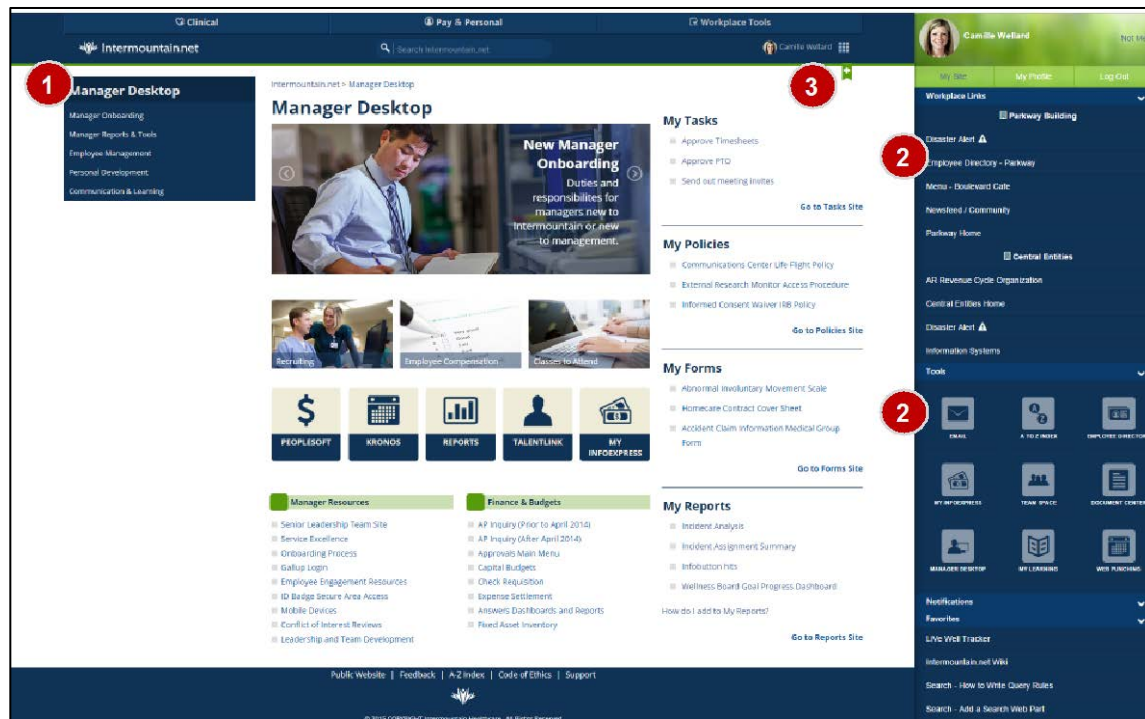 Clinical
Pay & Personal
Workplace Tools
Intermountain.net
Search Intermountain.net
Camille Wellard
1
Manager Desktop
Manager Onboarding
Manager Reports & Tools
Employee Management
Personal Development
Communication & Learning
Intermountain.net > Manager Desktop
Manager Desktop
New Manager
Onboarding
Duties and
responsibilites for
managers new to
Intermountain or new
to management.
Recruiting
Employee Compensation
Classes to Attend
$
PEOPLESOFT
KRONOS
REPORTS
TALENTLINK
MY
INFOEXPRESS
Manager Resources
Senior Leadership Team Site
Service Excellence
Onboarding Process
Gallup Login
Employee Engagement Resources
ID Badge Secure Area Access
Mobile Devices
Conflict of Interest Reviews
Leadership and Team Development
Finance & Budgets
AP Inquiry (Prior to April 2014)
AP Inquiry (After April 2014)
Approvals Main Menu
Capital Budgets
Check Requisition
Expense Settlement
Answers Dashboards and Reports
Fixed Asset Inventory
3
My Tasks
Approve Timesheets
Approve PTO
Send out meeting invites
Go to Tasks Site
My Policies
Communications Center Life Flight Policy
External Research Monitor Access Procedure
Informed Consent Waiver IRB Policy
Go to Policies Site
My Forms
Abnormal Involuntary Movement Scale
Homecare Contract Cover Sheet
Accident Claim Information Medical Group
Form
Go to Forms Site
My Reports
Incident Analysis
Incident Assignment Summary
Infobutton hits
Wellness Board Goal Progress Dashboard
How do I add to My Reports?
Go to Reports Site
Camille Wellard
Not Me
My Site
My Profile
Log Out
Workplace Links
Parkway Building
2
Disaster Alert
Employee Directory - Parkway
Menu - Boulevard Cafe
Newsfeed / Community
Parkway Home
Central Entities
AR Revenue Cycle Organization
Central Entities Home
Disaster Alert
Information Systems
Tools
2
EMAIL
A TO Z INDEX
EMPLOYEE DIRECTOR
MY INFOEXPRESS
TEAM SPACE
DOCUMENT CENTER
MANAGER DESKTOP
MY LEARNING
WEB PUNCHING
Notifications
Favorites
LiVe Well Tracker
Intermountain.net Wiki
Search - How to Write Query Rules
Search - Add a Search Web Part
Public Website | Feedback | A-Z Index | Code of Ethics | Support
© 2015 COPYRIGHT Intermountain Healthcare. All Rights Reserved.